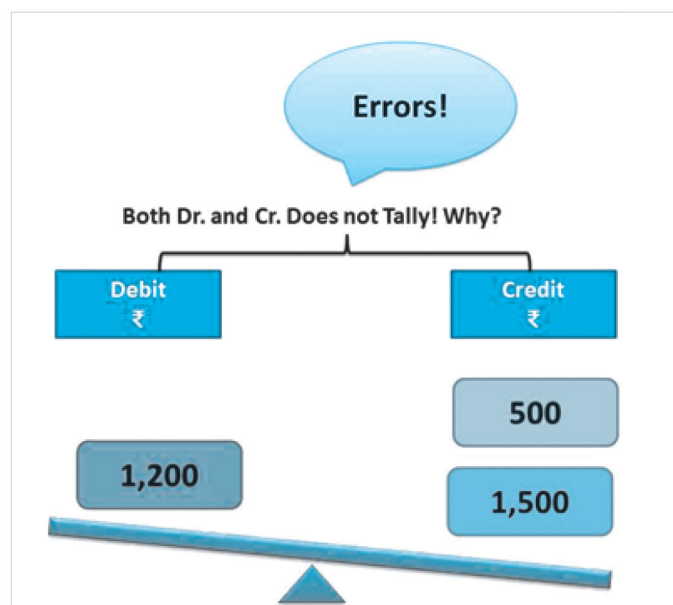 Errors!
Both Dr. and Cr. Does not Tally! Why?
Debit
₹
Credit
₹
500
1,200
1,500